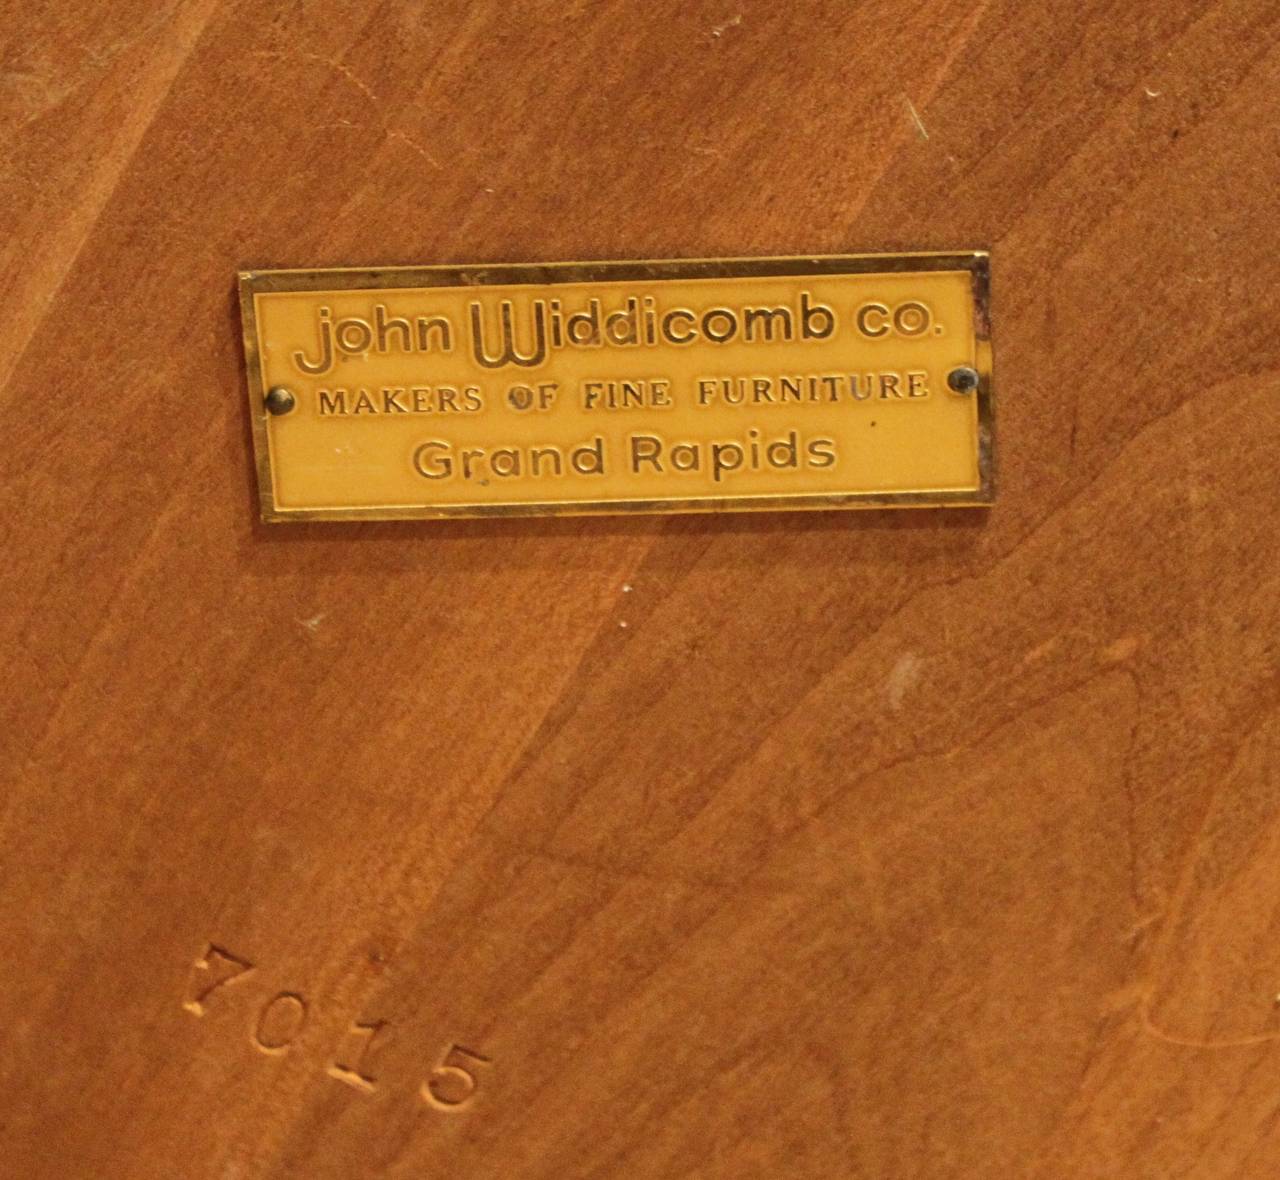 john Widdicomb co.
MAKERS OF FINE FURNITURE
Grand Rapids
7015